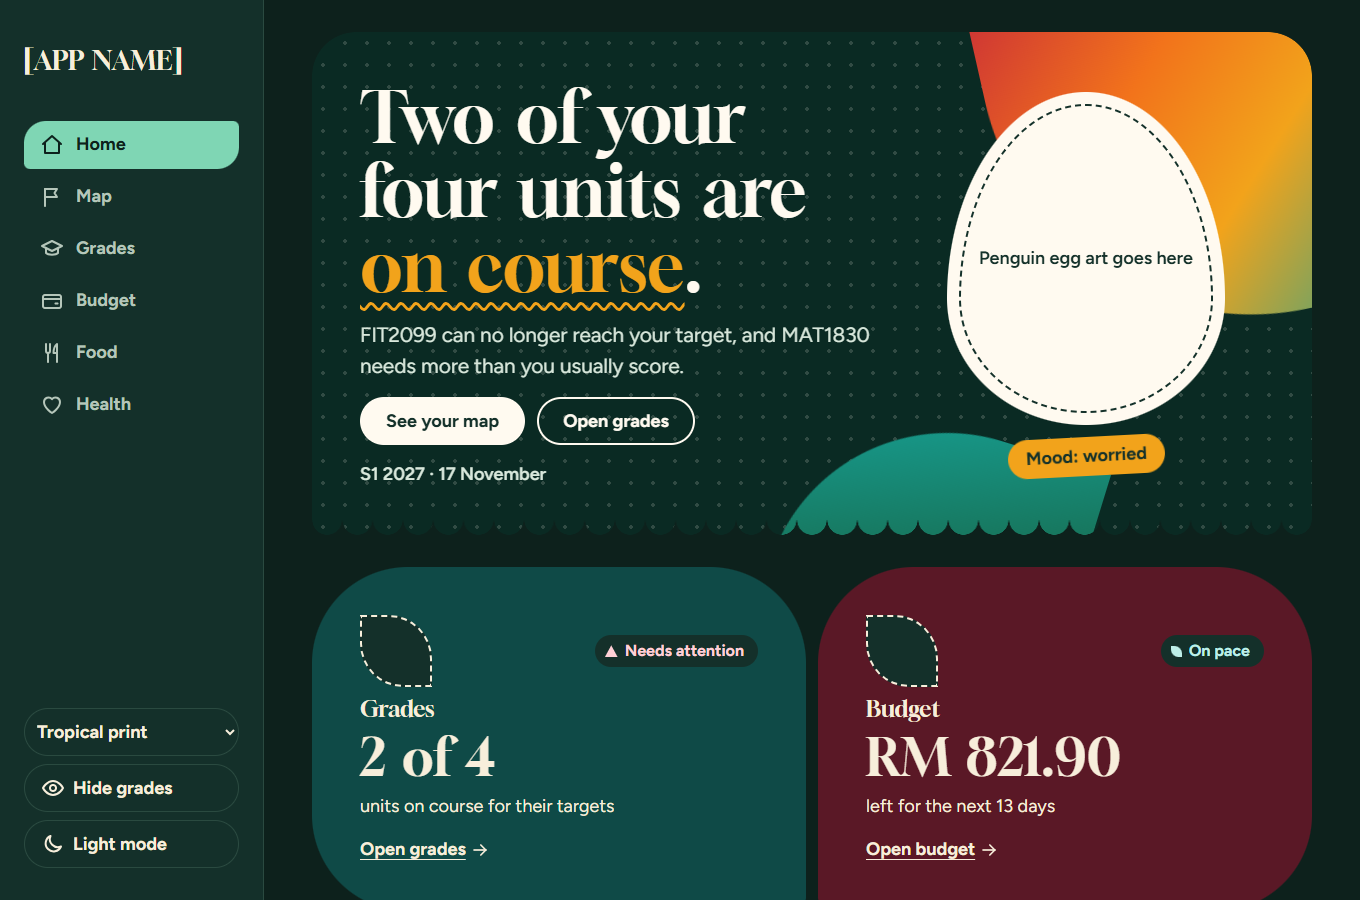 [APP NAME]
Home
Map
Grades
Budget
Food
Health
Tropical print
Hide grades
Light mode
Two of your
four units are
on course.
FIT2099 can no longer reach your target, and MAT1830
needs more than you usually score.
See your map
Open grades
S1 2027 · 17 November
Penguin egg art goes here
Mood: worried
Needs attention
Grades
2 of 4
units on course for their targets
Open grades →
On pace
Budget
RM 821.90
left for the next 13 days
Open budget →